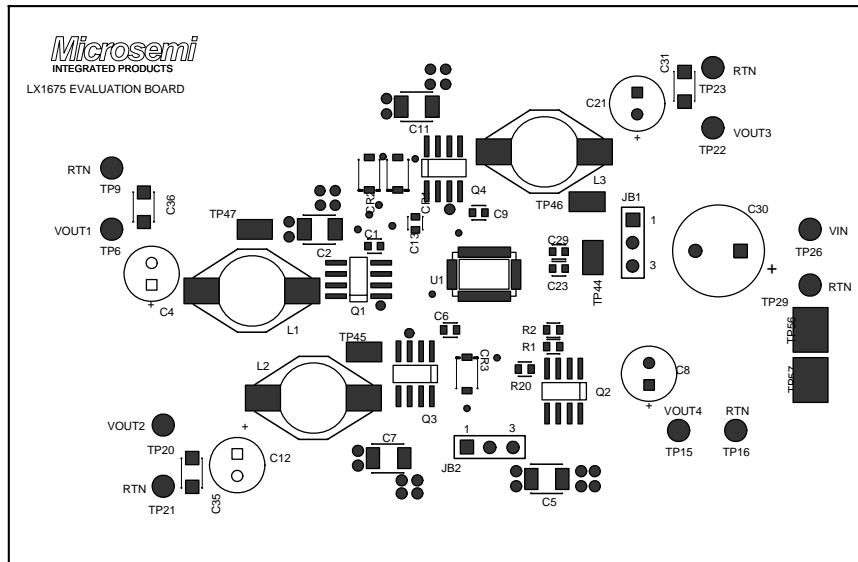 Microsemi
INTEGRATED PRODUCTS
LX1675 EVALUATION BOARD
C31
RTN
TP23
C21
+
VOUT3
TP22
C11
RTN
TP9
C36
VOUT1
TP6
TP47
CR2
CR1
Q4
L3
TP46
JB1
1
3
C30
+
VIN
TP26
RTN
TP29
C9
C13
C1
C2
U1
C29
C23
TP44
C4
+
L1
Q1
C6
R2
R1
R20
TP56
TP57
TP45
L2
CR3
Q3
Q2
C8
+
VOUT4
TP15
RTN
TP16
VOUT2
TP20
+
C12
RTN
TP21
C35
C7
1
3
JB2
C5